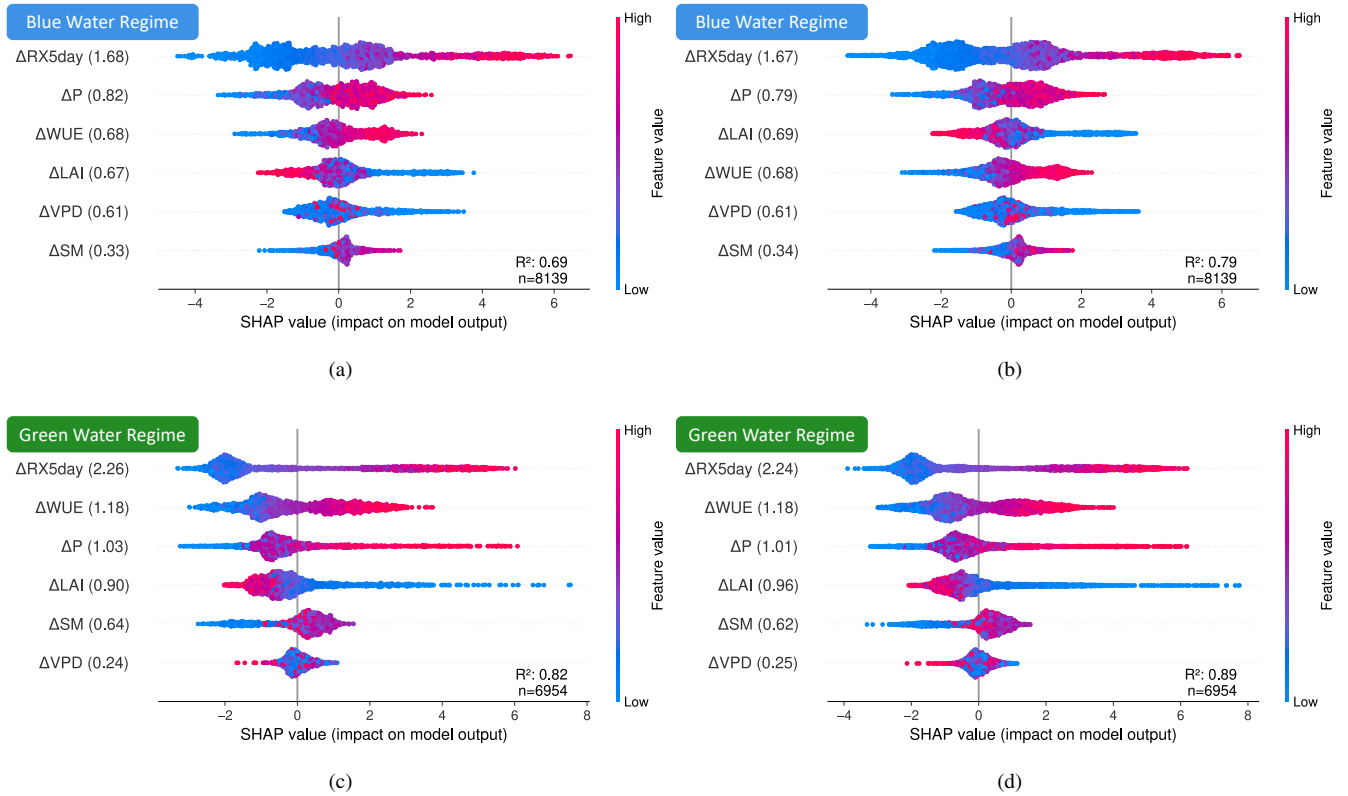 Blue Water Regime
High
ΔRX5day (1.68)
ΔP (0.82)
ΔWUE (0.68)
ΔLAI (0.67)
ΔVPD (0.61)
ΔSM (0.33)
R²: 0.69
n=8139
Low
Feature value
−4 −2 0 2 4 6
SHAP value (impact on model output)
(a)
Blue Water Regime
High
ΔRX5day (1.67)
ΔP (0.79)
ΔLAI (0.69)
ΔWUE (0.68)
ΔVPD (0.61)
ΔSM (0.34)
R²: 0.79
n=8139
Low
Feature value
−4 −2 0 2 4 6
SHAP value (impact on model output)
(b)
Green Water Regime
High
ΔRX5day (2.26)
ΔWUE (1.18)
ΔP (1.03)
ΔLAI (0.90)
ΔSM (0.64)
ΔVPD (0.24)
R²: 0.82
n=6954
Low
Feature value
−2 0 2 4 6 8
SHAP value (impact on model output)
(c)
Green Water Regime
High
ΔRX5day (2.24)
ΔWUE (1.18)
ΔP (1.01)
ΔLAI (0.96)
ΔSM (0.62)
ΔVPD (0.25)
R²: 0.89
n=6954
Low
Feature value
−4 −2 0 2 4 6 8
SHAP value (impact on model output)
(d)